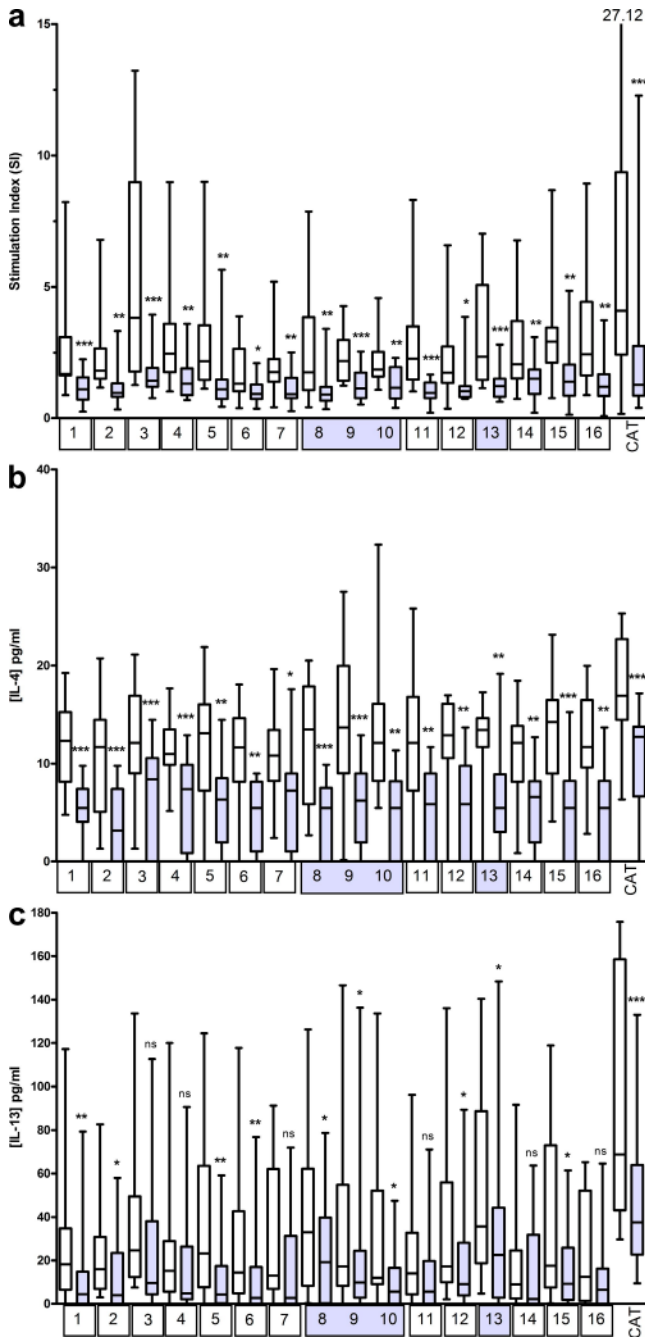 a
27.12
Stimulation Index (SI)
15
10
5
0
*** ** *** ** ** * ** ** *** ** *** * *** ** ** ** ***
1 2 3 4 5 6 7 8 9 10 11 12 13 14 15 16 CAT
b
[IL-4] pg/ml
40
30
20
10
0
*** *** *** *** ** ** * *** *** ** ** ** ** ** *** ** ***
1 2 3 4 5 6 7 8 9 10 11 12 13 14 15 16 CAT
c
[IL-13] pg/ml
180
160
140
120
100
80
60
40
20
0
** * ns ns ** ** ns * * * ns * * ns * ns ***
1 2 3 4 5 6 7 8 9 10 11 12 13 14 15 16 CAT